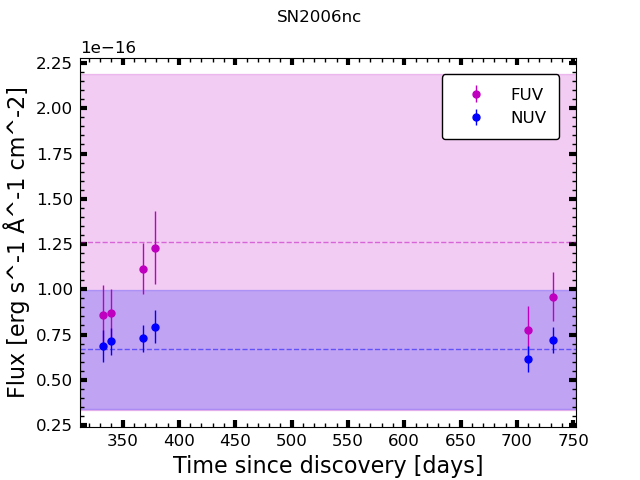 SN2006nc
1e−16
2.25
2.00
1.75
1.50
1.25
1.00
0.75
0.50
0.25
Flux [erg s^-1 Å^-1 cm^-2]
FUV
NUV
350 400 450 500 550 600 650 700 750
Time since discovery [days]